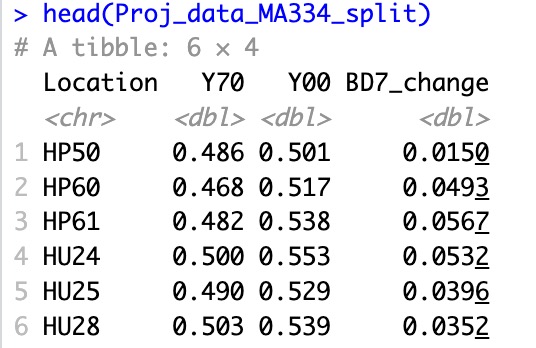 > head(Proj_data_MA334_split)
# A tibble: 6 × 4
Location Y70 Y00 BD7_change
<chr> <dbl> <dbl> <dbl>
1 HP50 0.486 0.501 0.0150
2 HP60 0.468 0.517 0.0493
3 HP61 0.482 0.538 0.0567
4 HU24 0.500 0.553 0.0532
5 HU25 0.490 0.529 0.0396
6 HU28 0.503 0.539 0.0352